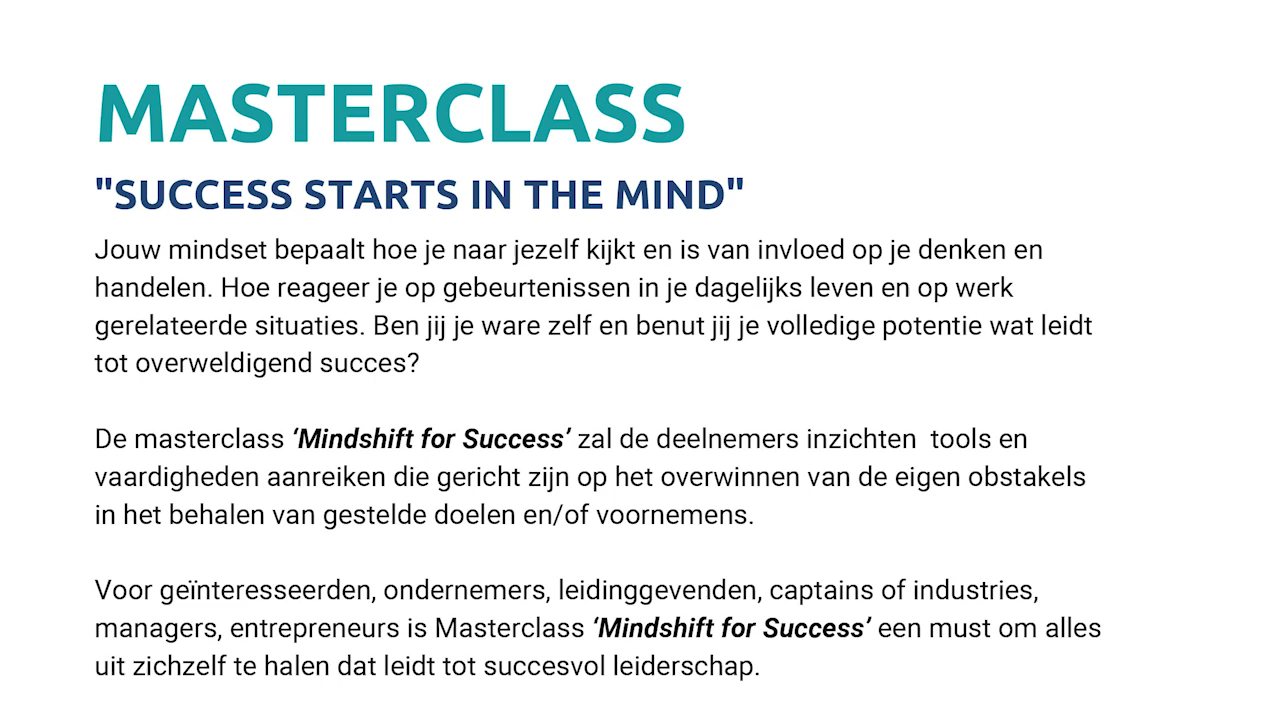 MASTERCLASS
"SUCCESS STARTS IN THE MIND"
Jouw mindset bepaalt hoe je naar jezelf kijkt en is van invloed op je denken en
handelen. Hoe reageer je op gebeurtenissen in je dagelijks leven en op werk
gerelateerde situaties. Ben jij je ware zelf en benut jij je volledige potentie wat leidt
tot overweldigend succes?
De masterclass ‘Mindshift for Success’ zal de deelnemers inzichten  tools en
vaardigheden aanreiken die gericht zijn op het overwinnen van de eigen obstakels
in het behalen van gestelde doelen en/of voornemens.
Voor geïnteresseerden, ondernemers, leidinggevenden, captains of industries,
managers, entrepreneurs is Masterclass ‘Mindshift for Success’ een must om alles
uit zichzelf te halen dat leidt tot succesvol leiderschap.